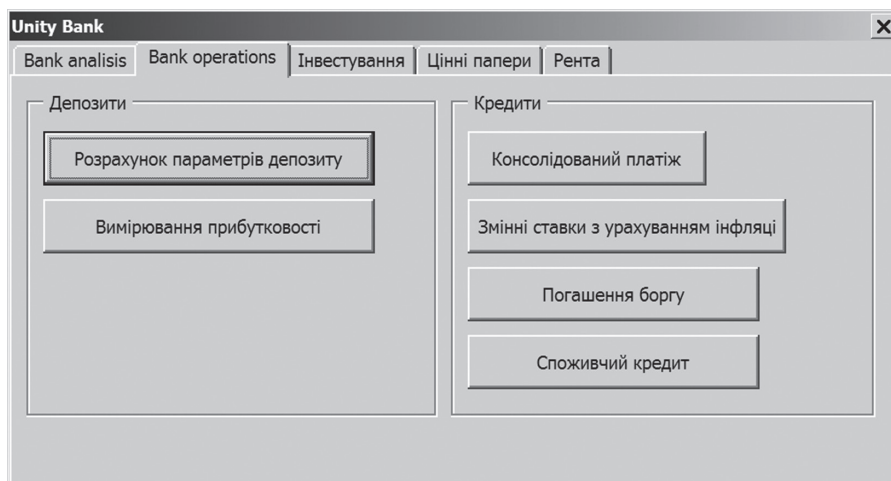 Unity Bank
Bank analisis
Bank operations
Інвестування
Цінні папери
Рента
Депозити
Розрахунок параметрів депозиту
Вимірювання прибутковості
Кредити
Консолідований платіж
Змінні ставки з урахуванням інфляці
Погашення боргу
Споживчий кредит